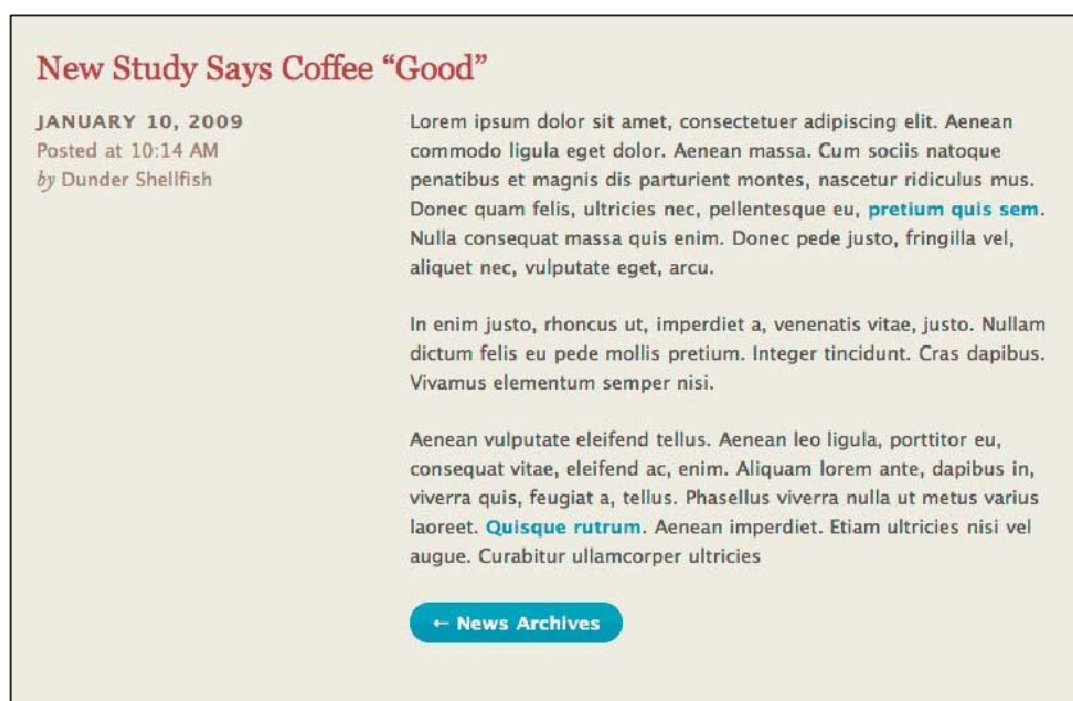 New Study Says Coffee “Good”
JANUARY 10, 2009
Posted at 10:14 AM
by Dunder Shellfish
Lorem ipsum dolor sit amet, consectetuer adipiscing elit. Aenean
commodo ligula eget dolor. Aenean massa. Cum sociis natoque
penatibus et magnis dis parturient montes, nascetur ridiculus mus.
Donec quam felis, ultricies nec, pellentesque eu, pretium quis sem.
Nulla consequat massa quis enim. Donec pede justo, fringilla vel,
aliquet nec, vulputate eget, arcu.
In enim justo, rhoncus ut, imperdiet a, venenatis vitae, justo. Nullam
dictum felis eu pede mollis pretium. Integer tincidunt. Cras dapibus.
Vivamus elementum semper nisi.
Aenean vulputate eleifend tellus. Aenean leo ligula, porttitor eu,
consequat vitae, eleifend ac, enim. Aliquam lorem ante, dapibus in,
viverra quis, feugiat a, tellus. Phasellus viverra nulla ut metus varius
laoreet. Quisque rutrum. Aenean imperdiet. Etiam ultricies nisi vel
augue. Curabitur ullamcorper ultricies
← News Archives